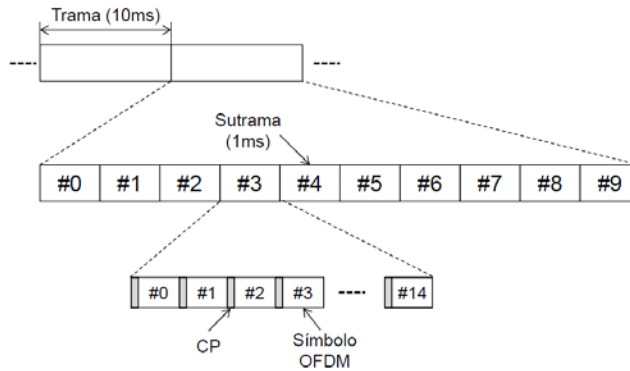 Trama (10ms)
Sutrama
(1ms)
#0 #1 #2 #3 #4 #5 #6 #7 #8 #9
#0 #1 #2 #3 #14
CP
Símbolo
OFDM